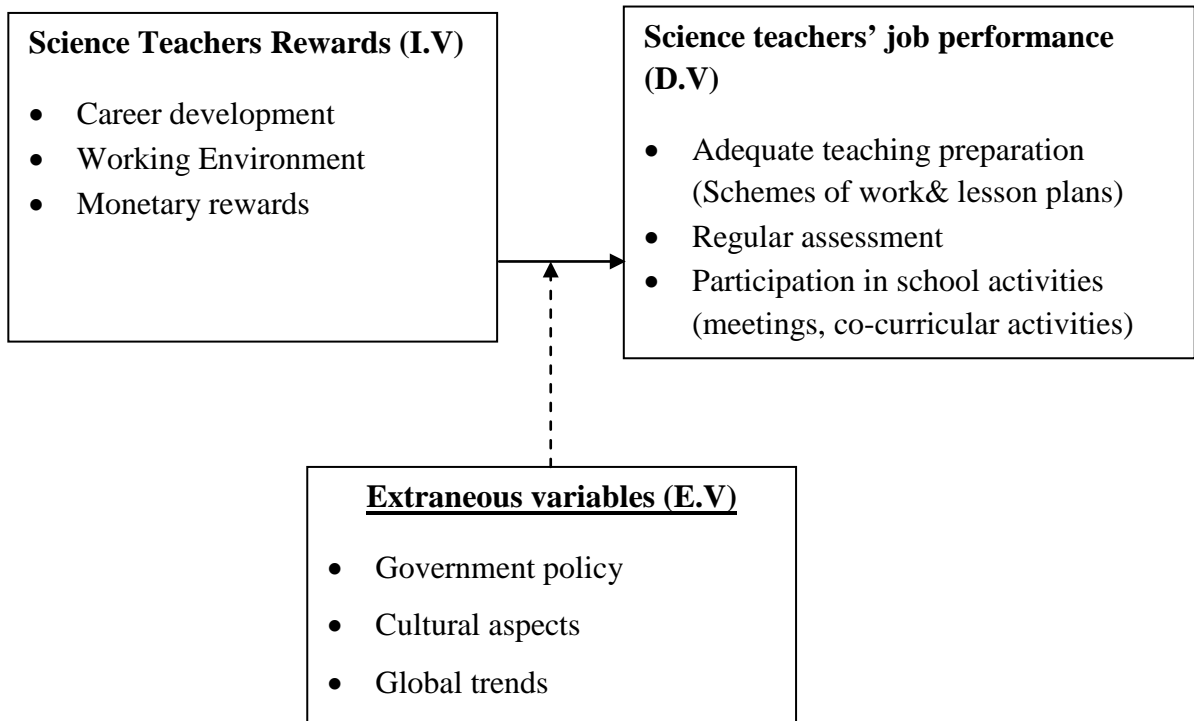 Science Teachers Rewards (I.V)
• Career development
• Working Environment
• Monetary rewards
Science teachers’ job performance
(D.V)
• Adequate teaching preparation
(Schemes of work& lesson plans)
• Regular assessment
• Participation in school activities
(meetings, co-curricular activities)
Extraneous variables (E.V)
• Government policy
• Cultural aspects
• Global trends